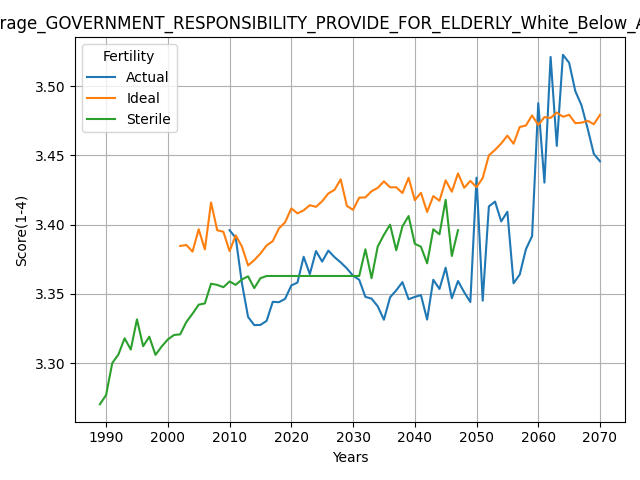 rage_GOVERNMENT_RESPONSIBILITY_PROVIDE_FOR_ELDERLY_White_Below_A
Fertility
Actual
Ideal
Sterile
Score(1-4)
3.50
3.45
3.40
3.35
3.30
1990 2000 2010 2020 2030 2040 2050 2060 2070
Years